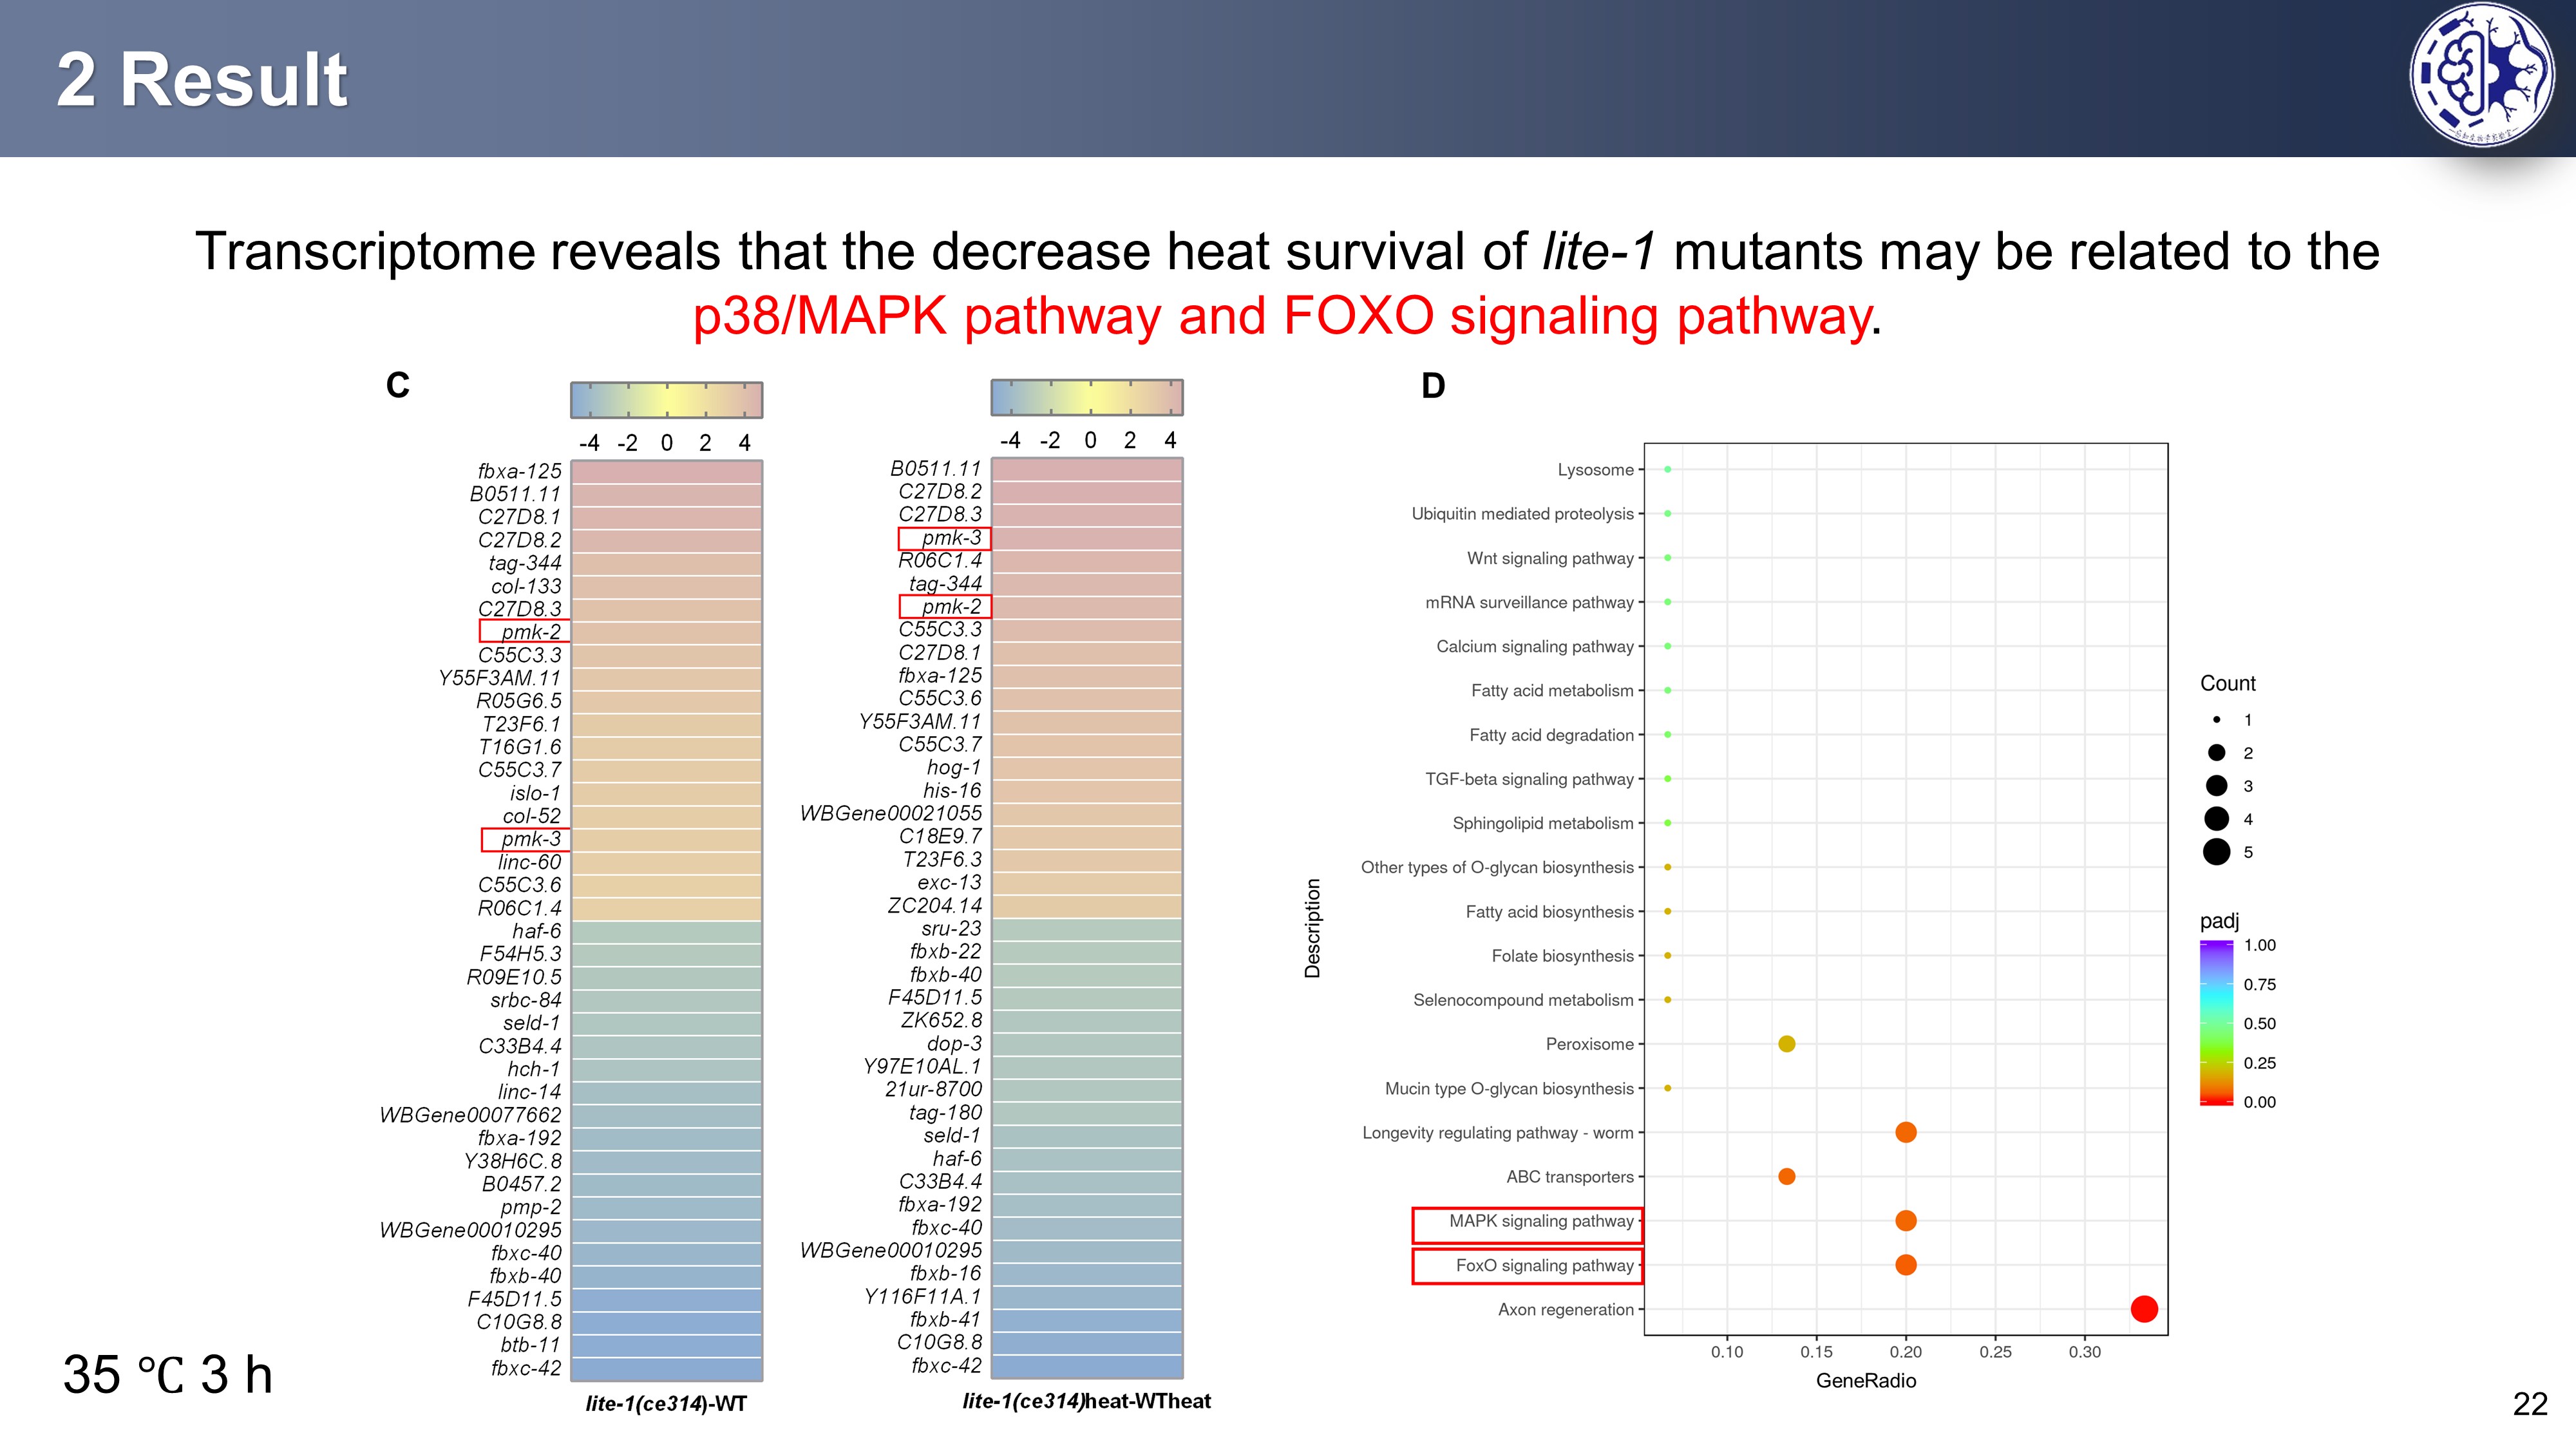 2 Result
Transcriptome reveals that the decrease heat survival of lite-1 mutants may be related to the
p38/MAPK pathway and FOXO signaling pathway.
C
-4 -2 0 2 4
fbxa-125
B0511.11
C27D8.1
C27D8.2
tag-344
col-133
C27D8.3
pmk-2
C55C3.3
Y55F3AM.11
R05G6.5
T23F6.1
T16G1.6
C55C3.7
islo-1
col-52
pmk-3
linc-60
C55C3.6
R06C1.4
haf-6
F54H5.3
R09E10.5
srbc-84
seld-1
C33B4.4
hch-1
linc-14
WBGene00077662
fbxa-192
Y38H6C.8
B0457.2
pmp-2
WBGene00010295
fbxc-40
fbxb-40
F45D11.5
C10G8.8
btb-11
fbxc-42
lite-1(ce314)-WT
-4 -2 0 2 4
B0511.11
C27D8.2
C27D8.3
pmk-3
R06C1.4
tag-344
pmk-2
C55C3.3
C27D8.1
fbxa-125
C55C3.6
Y55F3AM.11
C55C3.7
hog-1
his-16
WBGene00021055
C18E9.7
T23F6.3
exc-13
ZC204.14
sru-23
fbxb-22
fbxb-40
F45D11.5
ZK652.8
dop-3
Y97E10AL.1
21ur-8700
tag-180
seld-1
haf-6
C33B4.4
fbxa-192
fbxc-40
WBGene00010295
fbxb-16
Y116F11A.1
fbxb-41
C10G8.8
fbxc-42
lite-1(ce314)heat-WTheat
D
Description
Lysosome
Ubiquitin mediated proteolysis
Wnt signaling pathway
mRNA surveillance pathway
Calcium signaling pathway
Fatty acid metabolism
Fatty acid degradation
TGF-beta signaling pathway
Sphingolipid metabolism
Other types of O-glycan biosynthesis
Fatty acid biosynthesis
Folate biosynthesis
Selenocompound metabolism
Peroxisome
Mucin type O-glycan biosynthesis
Longevity regulating pathway - worm
ABC transporters
MAPK signaling pathway
FoxO signaling pathway
Axon regeneration
0.10 0.15 0.20 0.25 0.30
GeneRadio
Count
1
2
3
4
5
padj
1.00
0.75
0.50
0.25
0.00
35 ℃ 3 h
22